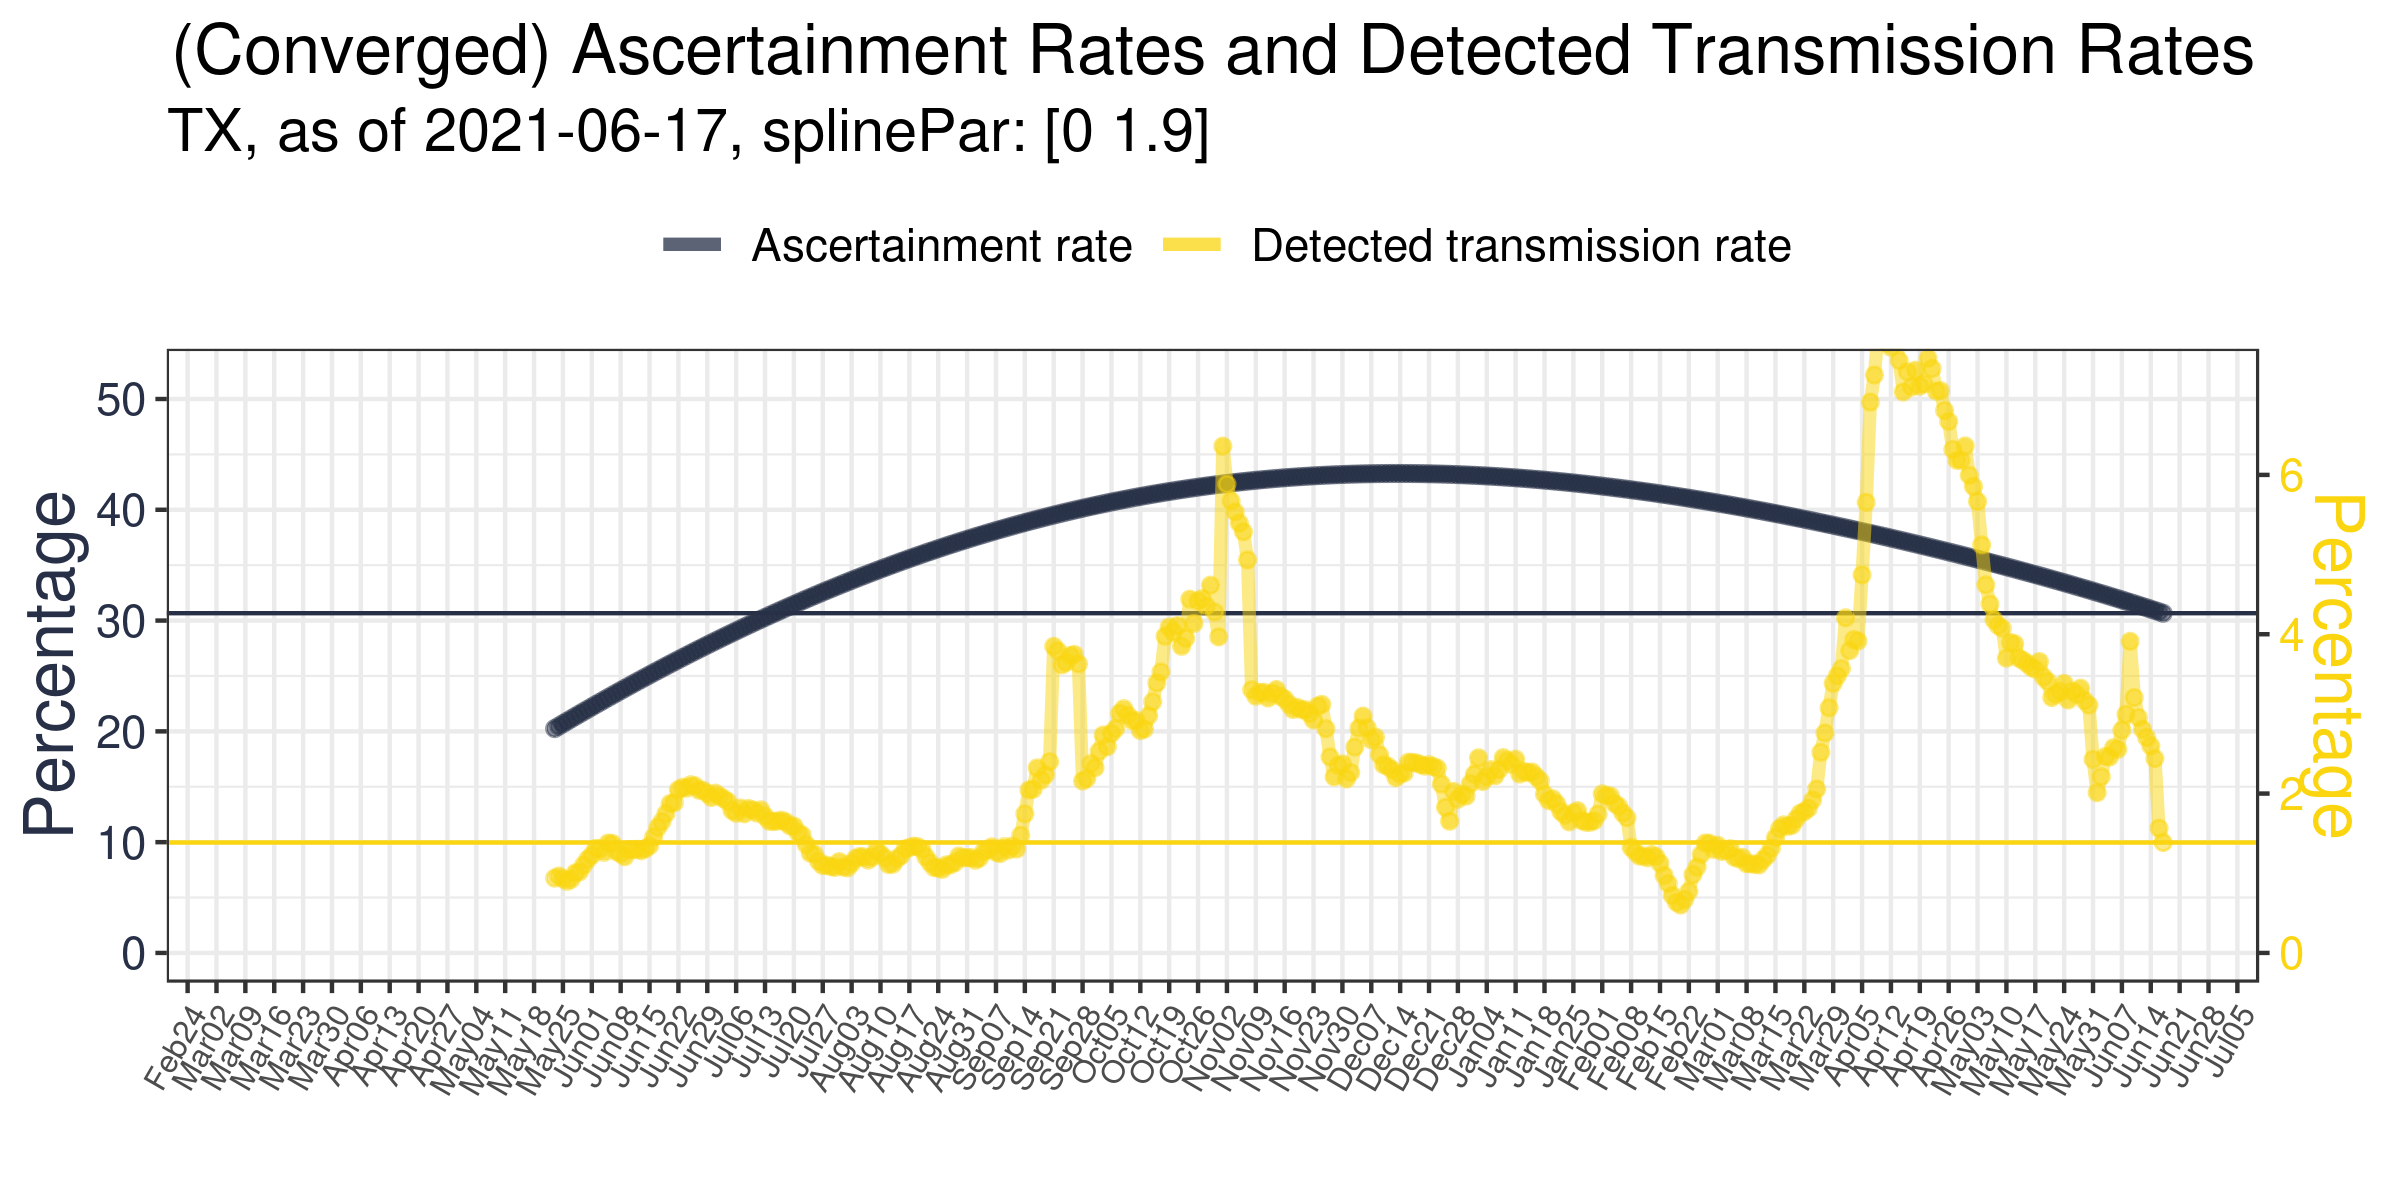 (Converged) Ascertainment Rates and Detected Transmission Rates
TX, as of 2021-06-17, splinePar: [0 1.9]
Ascertainment rate Detected transmission rate
Percentage
50
40
30
20
10
0
6
4
2
0
Percentage
Feb24 Mar02 Mar09 Mar16 Mar23 Mar30 Apr06 Apr13 Apr20 Apr27 May04 May11 May18 May25 Jun01 Jun08 Jun15 Jun22 Jun29 Jul06 Jul13 Jul20 Jul27 Aug03 Aug10 Aug17 Aug24 Aug31 Sep07 Sep14 Sep21 Sep28 Oct05 Oct12 Oct19 Oct26 Nov02 Nov09 Nov16 Nov23 Nov30 Dec07 Dec14 Dec21 Dec28 Jan04 Jan11 Jan18 Jan25 Feb01 Feb08 Feb15 Feb22 Mar01 Mar08 Mar15 Mar22 Mar29 Apr05 Apr12 Apr19 Apr26 May03 May10 May17 May24 May31 Jun07 Jun14 Jun21 Jun28 Jul05